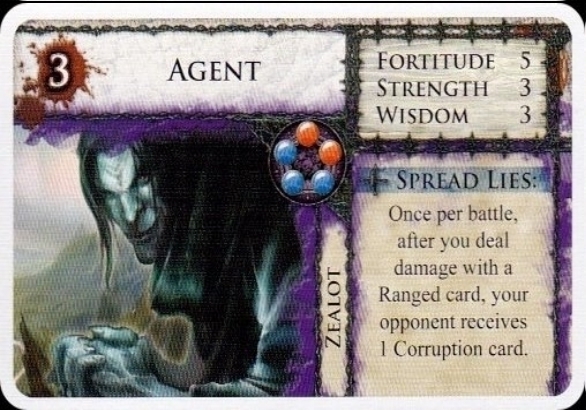 3
AGENT
FORTITUDE 5
STRENGTH 3
WISDOM 3
SPREAD LIES:
Once per battle,
after you deal
damage with a
Ranged card, your
opponent receives
1 Corruption card.
ZEALOT